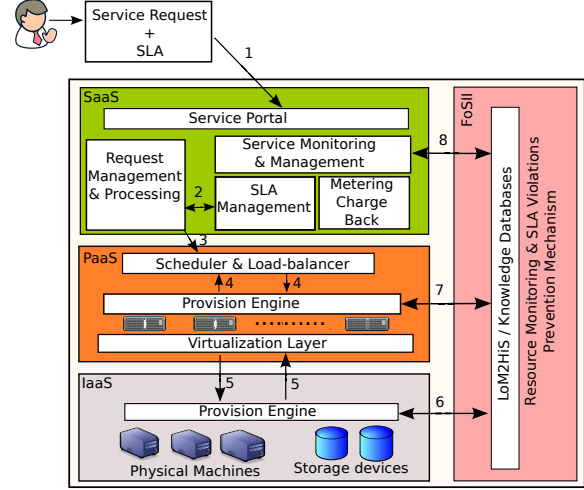 Service Request
+
SLA
1
SaaS
Service Portal
Request
Management
& Processing
Service Monitoring
& Management
2
SLA
Management
Metering
Charge
Back
3
8
PaaS
Scheduler & Load-balancer
4
4
Provision Engine
7
Virtualization Layer
5
5
IaaS
Provision Engine
6
Physical Machines
Storage devices
FoSII
LoM2HiS / Knowledge Databases
Resource Monitoring & SLA Violations
Prevention Mechanism